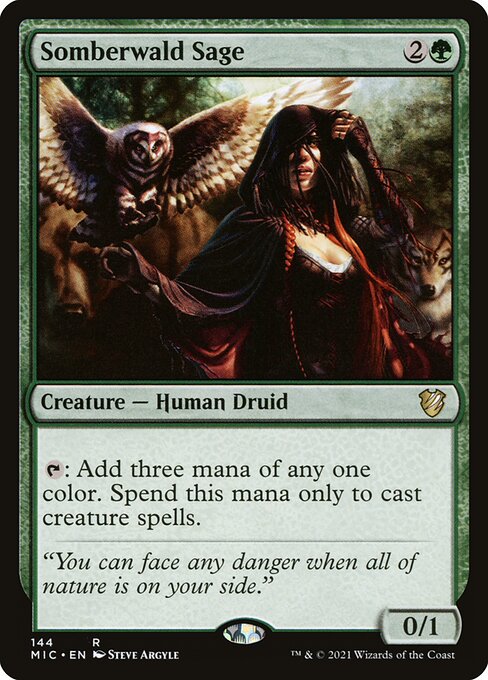 Somberwald Sage 2
Creature — Human Druid
: Add three mana of any one
color. Spend this mana only to cast
creature spells.
“You can face any danger when all of
nature is on your side.”
0/1
144 R
MIC • EN Steve Argyle
™ & © 2021 Wizards of the Coast